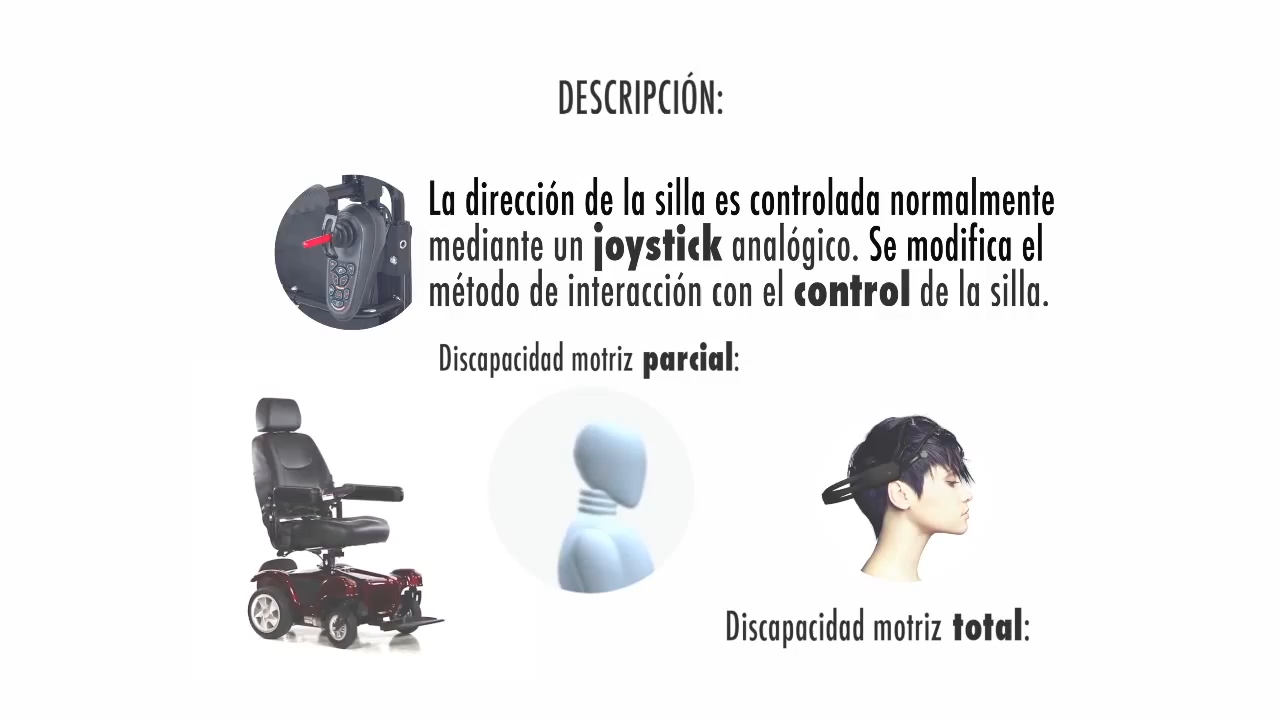 DESCRIPCIÓN:
La dirección de la silla es controlada normalmente
mediante un joystick analógico. Se modifica el
método de interacción con el control de la silla.
Discapacidad motriz parcial:
Discapacidad motriz total: